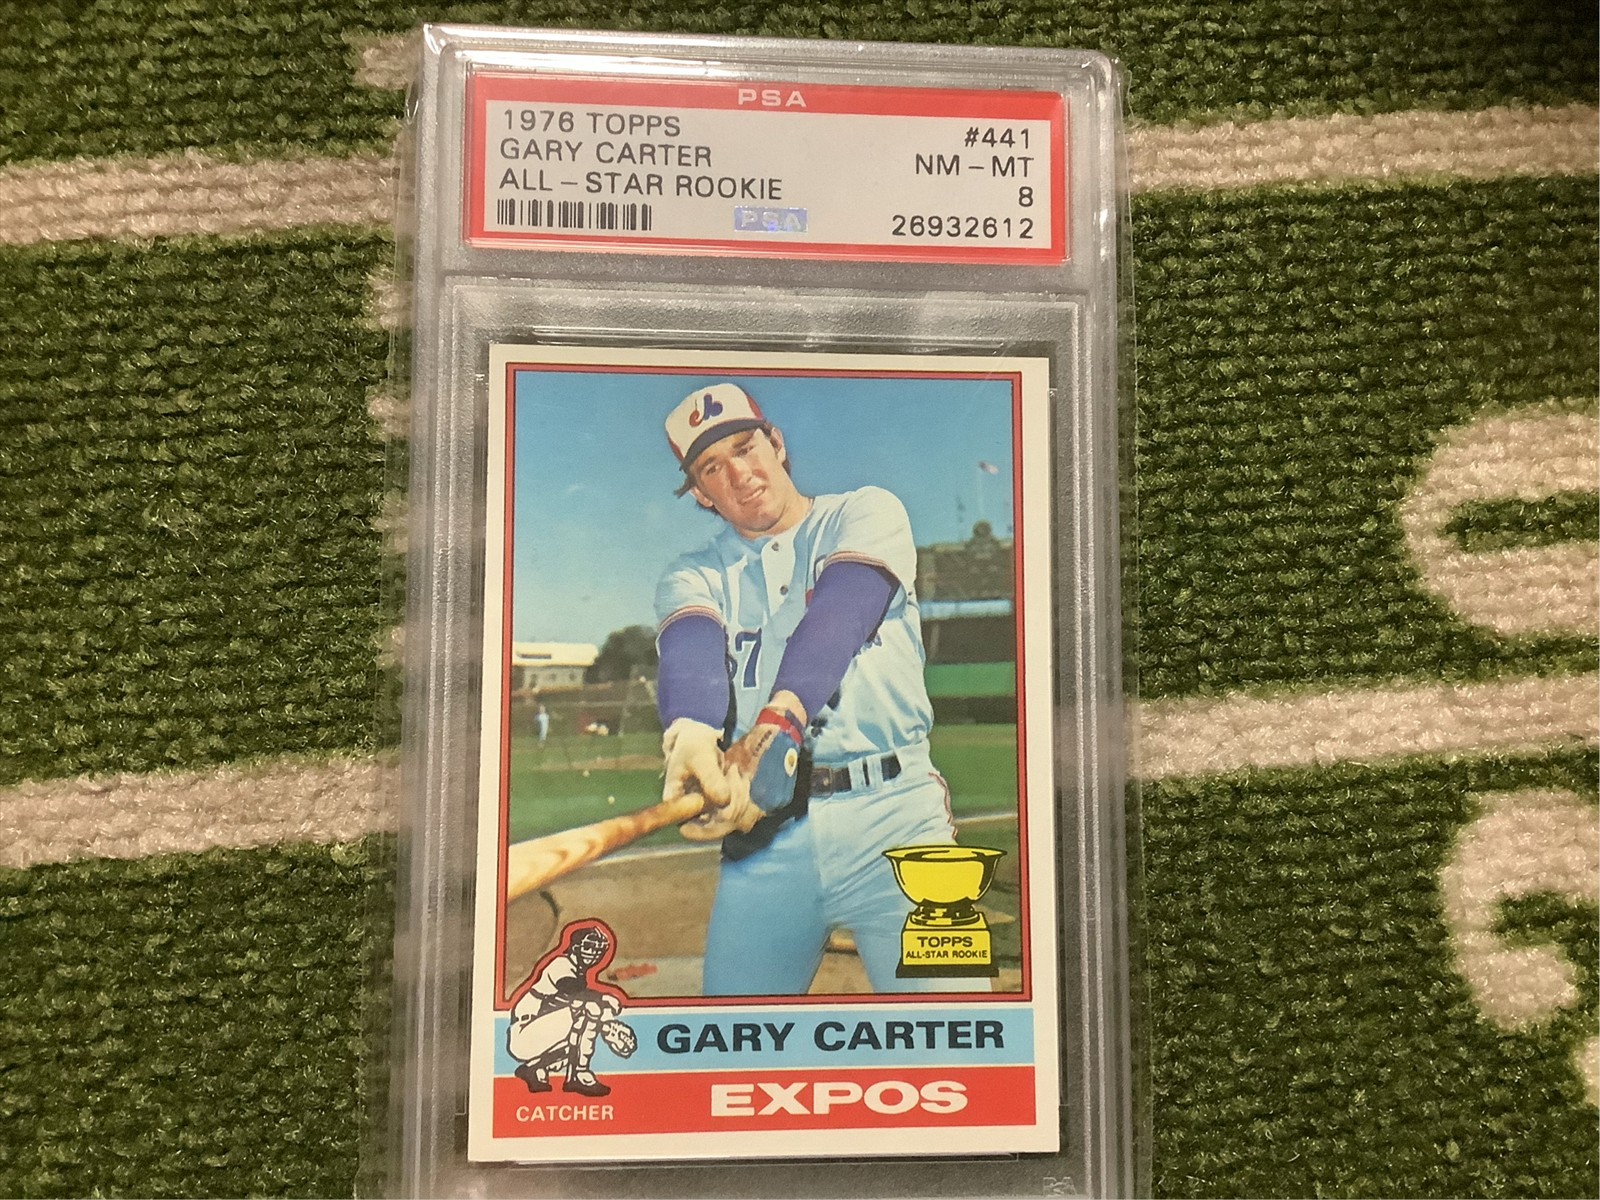 PSA
1976 TOPPS #441
GARY CARTER NM-MT
ALL-STAR ROOKIE 8
PSA 26932612
37
TOPPS
ALL-STAR ROOKIE
GARY CARTER
EXPOS
CATCHER